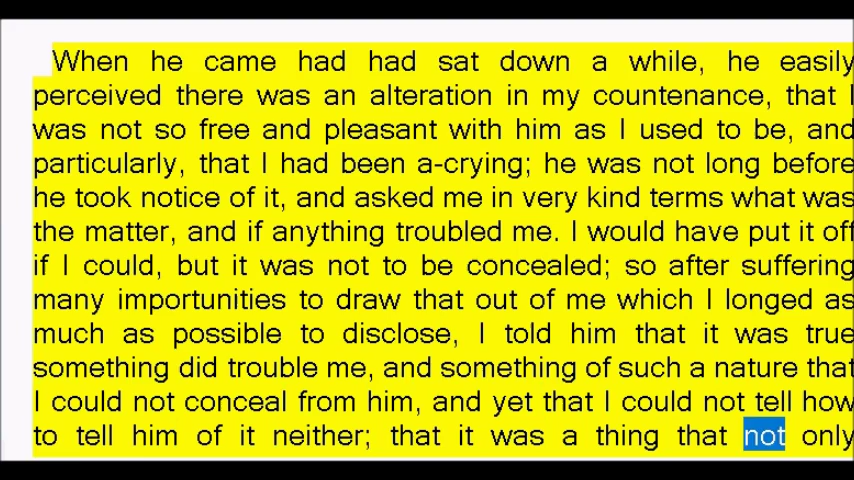 When he came had had sat down a while, he easily
perceived there was an alteration in my countenance, that I
was not so free and pleasant with him as I used to be, and
particularly, that I had been a-crying; he was not long before
he took notice of it, and asked me in very kind terms what was
the matter, and if anything troubled me. I would have put it off
if I could, but it was not to be concealed; so after suffering
many importunities to draw that out of me which I longed as
much as possible to disclose, I told him that it was true
something did trouble me, and something of such a nature that
I could not conceal from him, and yet that I could not tell how
to tell him of it neither; that it was a thing that not only